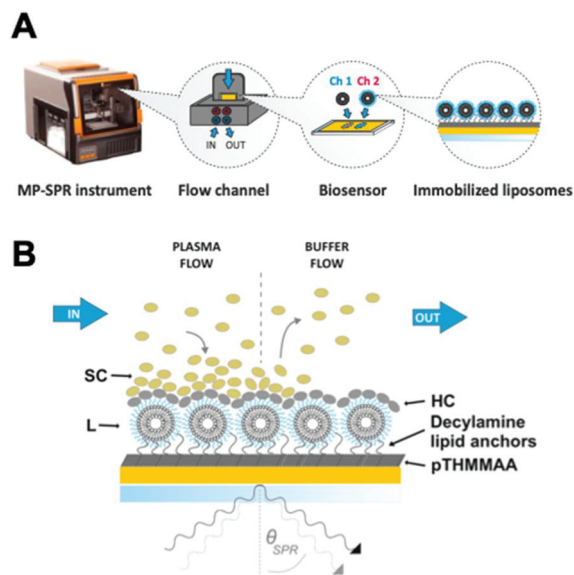 A
Ch 1 Ch 2
IN OUT
MP-SPR instrument
Flow channel
Biosensor
Immobilized liposomes
B
PLASMA
FLOW
BUFFER
FLOW
IN
OUT
SC
HC
L
Decylamine
lipid anchors
pTHMMAA
θSPR